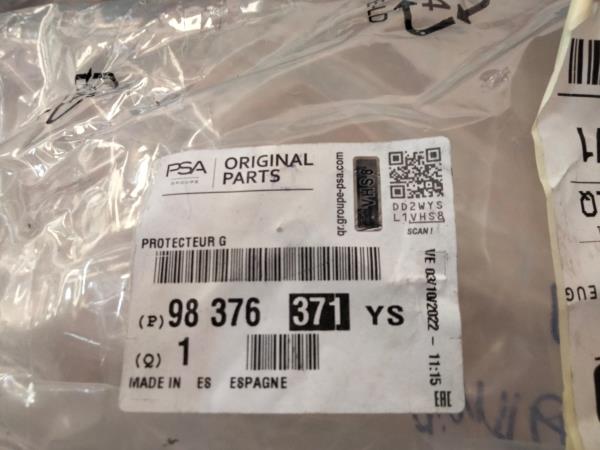 PSA
GROUPE
ORIGINAL
PARTS
qr.groupe-psa.com
DD2WYS
L1VHS8
SCAN !
PROTECTEUR G
(P) 98 376 371 YS
(Q) 1
MADE IN ES ESPAGNE
VE 03/10/2022 - 11:15
EAC